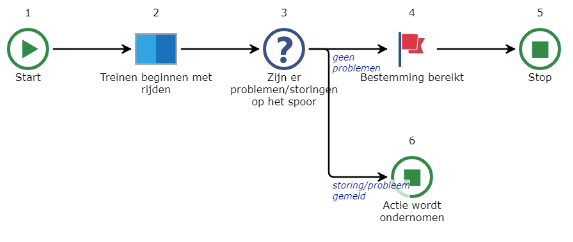 1
2
3
4
5
Start
Treinen beginnen met
rijden
Zijn er
problemen/storingen
op het spoor
geen
problemen
Bestemming bereikt
Stop
6
storing/probleem
gemeld
Actie wordt
ondernomen